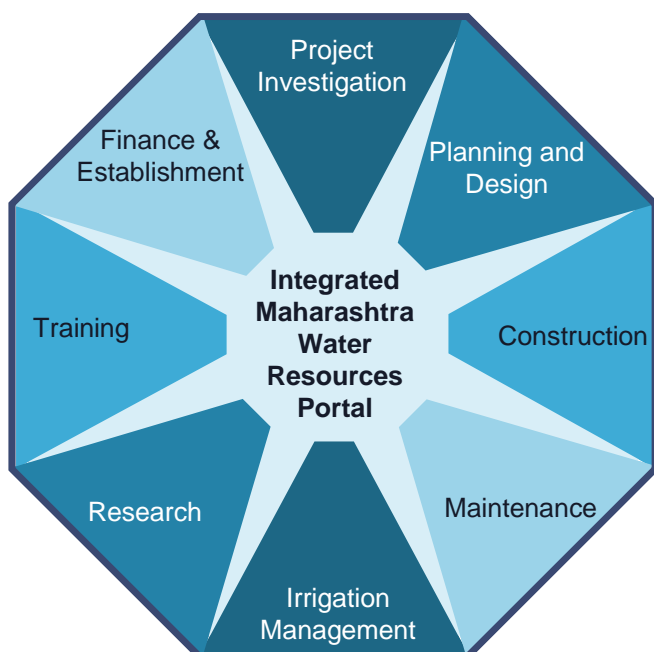 Project
Investigation
Finance &
Establishment
Planning and
Design
Integrated
Maharashtra
Water
Resources
Portal
Training
Construction
Research
Maintenance
Irrigation
Management